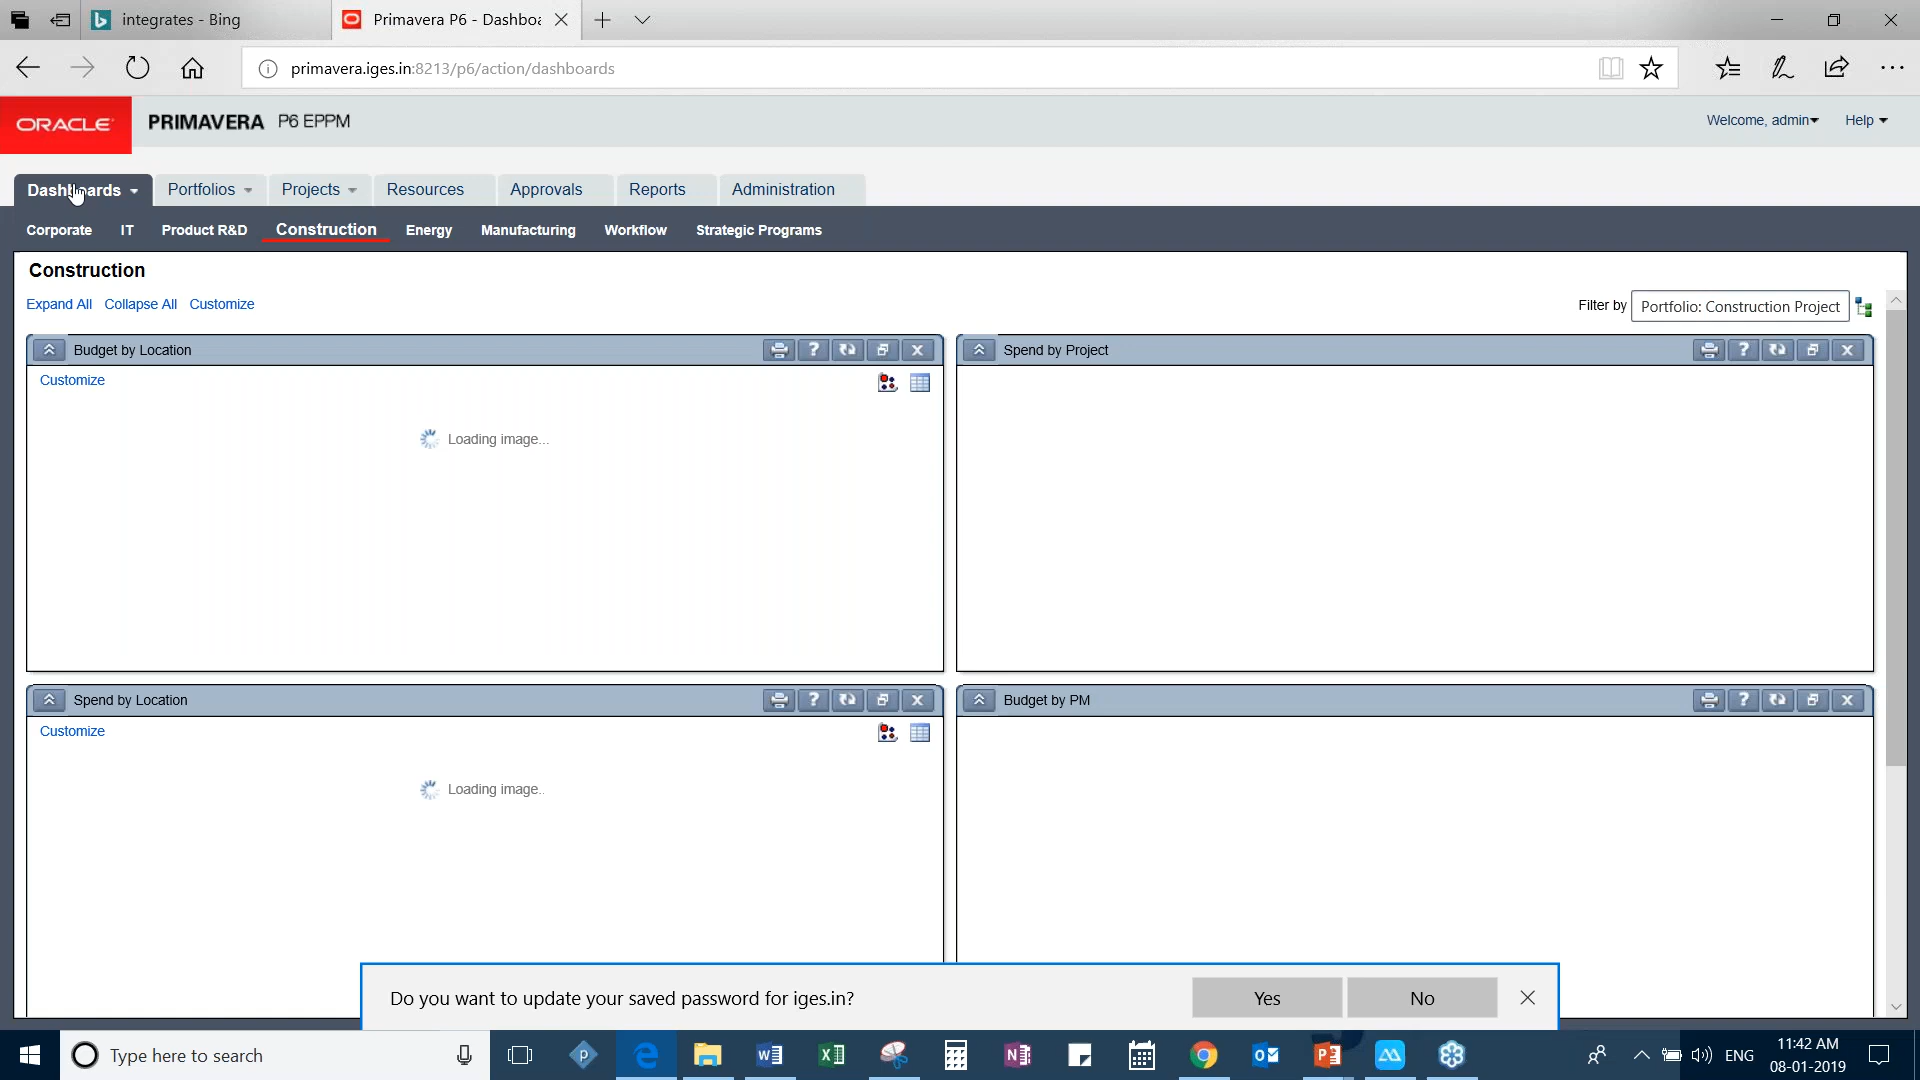 integrates - Bing
Primavera P6 - Dashboa
primavera.iges.in:8213/p6/action/dashboards
ORACLE
PRIMAVERA P6 EPPM
Welcome, admin
Help
Dashboards
Portfolios
Projects
Resources
Approvals
Reports
Administration
Corporate
IT
Product R&D
Construction
Energy
Manufacturing
Workflow
Strategic Programs
Construction
Expand All
Collapse All
Customize
Filter by
Portfolio: Construction Project
Budget by Location
Spend by Project
Customize
Loading image...
Spend by Location
Budget by PM
Customize
Loading image..
Do you want to update your saved password for iges.in?
Yes
No
Type here to search
ENG
11:42 AM
08-01-2019